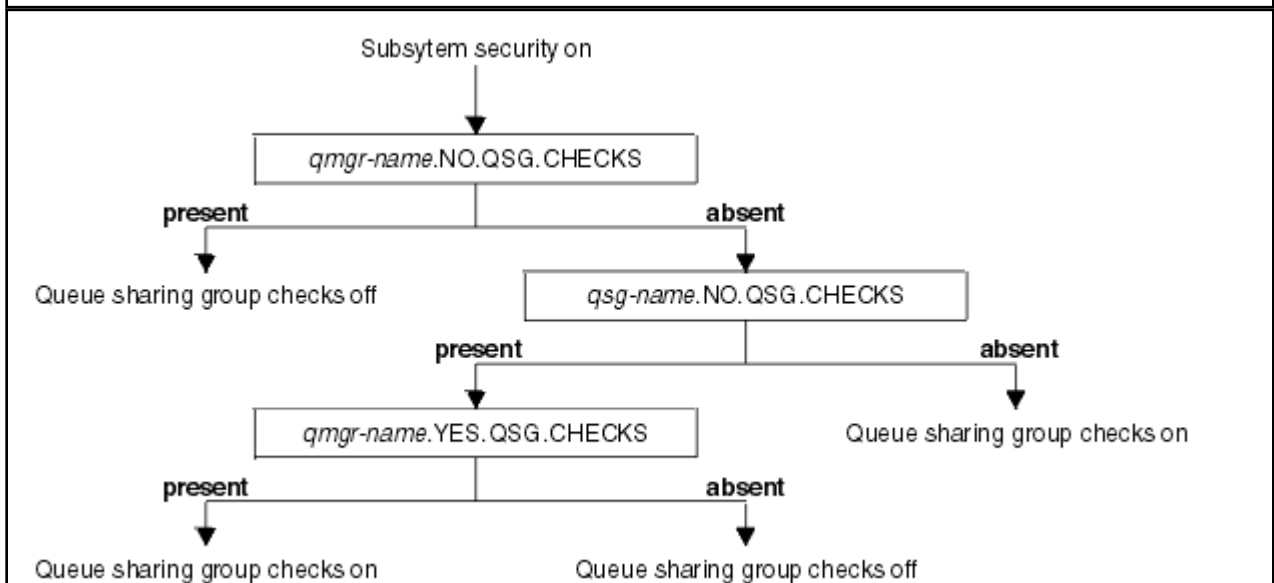 Subsytem security on
qmgr-name.NO.QSG.CHECKS
present absent
Queue sharing group checks off
qsg-name.NO.QSG.CHECKS
present absent
qmgr-name.YES.QSG.CHECKS
Queue sharing group checks on
present absent
Queue sharing group checks on
Queue sharing group checks off